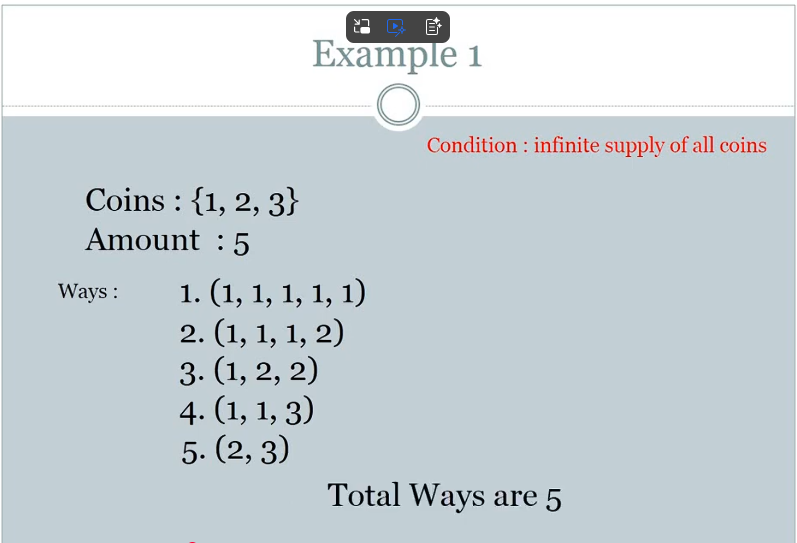 Example 1
Condition : infinite supply of all coins
Coins : {1, 2, 3}
Amount : 5
Ways :
1. (1, 1, 1, 1, 1)
2. (1, 1, 1, 2)
3. (1, 2, 2)
4. (1, 1, 3)
5. (2, 3)
Total Ways are 5